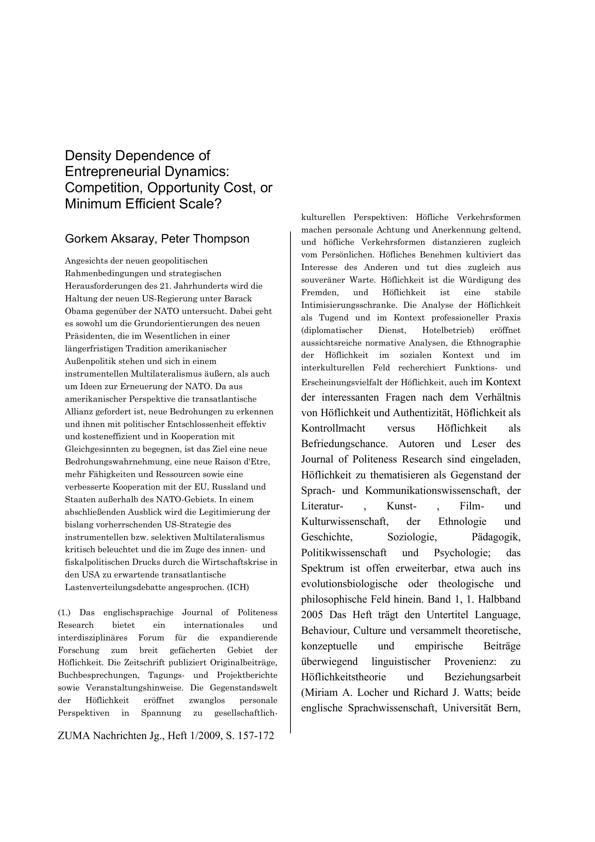 Density Dependence of
Entrepreneurial Dynamics:
Competition, Opportunity Cost, or
Minimum Efficient Scale?
Gorkem Aksaray, Peter Thompson
Angesichts der neuen geopolitischen
Rahmenbedingungen und strategischen
Herausforderungen des 21. Jahrhunderts wird die
Haltung der neuen US-Regierung unter Barack
Obama gegenüber der NATO untersucht. Dabei geht
es sowohl um die Grundorientierungen des neuen
Präsidenten, die im Wesentlichen in einer
längerfristigen Tradition amerikanischer
Außenpolitik stehen und sich in einem
instrumentellen Multilateralismus äußern, als auch
um Ideen zur Erneuerung der NATO. Da aus
amerikanischer Perspektive die transatlantische
Allianz gefordert ist, neue Bedrohungen zu erkennen
und ihnen mit politischer Entschlossenheit effektiv
und kosteneffizient und in Kooperation mit
Gleichgesinnten zu begegnen, ist das Ziel eine neue
Bedrohungswahrnehmung, eine neue Raison d'Etre,
mehr Fähigkeiten und Ressourcen sowie eine
verbesserte Kooperation mit der EU, Russland und
Staaten außerhalb des NATO-Gebiets. In einem
abschließenden Ausblick wird die Legitimierung der
bislang vorherrschenden US-Strategie des
instrumentellen bzw. selektiven Multilateralismus
kritisch beleuchtet und die im Zuge des innen- und
fiskalpolitischen Drucks durch die Wirtschaftskrise in
den USA zu erwartende transatlantische
Lastenverteilungsdebatte angesprochen. (ICH)
(1.) Das englischsprachige Journal of Politeness
Research bietet ein internationales und
interdisziplinäres Forum für die expandierende
Forschung zum breit gefächerten Gebiet der
Höflichkeit. Die Zeitschrift publiziert Originalbeiträge,
Buchbesprechungen, Tagungs- und Projektberichte
sowie Veranstaltungshinweise. Die Gegenstandswelt
der Höflichkeit eröffnet zwanglos personale
Perspektiven in Spannung zu gesellschaftlich-
ZUMA Nachrichten Jg., Heft 1/2009, S. 157-172
kulturellen Perspektiven: Höfliche Verkehrsformen
machen personale Achtung und Anerkennung geltend,
und höfliche Verkehrsformen distanzieren zugleich
vom Persönlichen. Höfliches Benehmen kultiviert das
Interesse des Anderen und tut dies zugleich aus
souveräner Warte. Höflichkeit ist die Würdigung des
Fremden, und Höflichkeit ist eine stabile
Intimisierungsschranke. Die Analyse der Höflichkeit
als Tugend und im Kontext professioneller Praxis
(diplomatischer Dienst, Hotelbetrieb) eröffnet
aussichtsreiche normative Analysen, die Ethnographie
der Höflichkeit im sozialen Kontext und im
interkulturellen Feld recherchiert Funktions- und
Erscheinungsvielfalt der Höflichkeit, auch im Kontext
der interessanten Fragen nach dem Verhältnis
von Höflichkeit und Authentizität, Höflichkeit als
Kontrollmacht versus Höflichkeit als
Befriedungschance. Autoren und Leser des
Journal of Politeness Research sind eingeladen,
Höflichkeit zu thematisieren als Gegenstand der
Sprach- und Kommunikationswissenschaft, der
Literatur- , Kunst- , Film- und
Kulturwissenschaft, der Ethnologie und
Geschichte, Soziologie, Pädagogik,
Politikwissenschaft und Psychologie; das
Spektrum ist offen erweiterbar, etwa auch ins
evolutionsbiologische oder theologische und
philosophische Feld hinein. Band 1, 1. Halbband
2005 Das Heft trägt den Untertitel Language,
Behaviour, Culture und versammelt theoretische,
konzeptuelle und empirische Beiträge
überwiegend linguistischer Provenienz: zu
Höflichkeitstheorie und Beziehungsarbeit
(Miriam A. Locher und Richard J. Watts; beide
englische Sprachwissenschaft, Universität Bern,